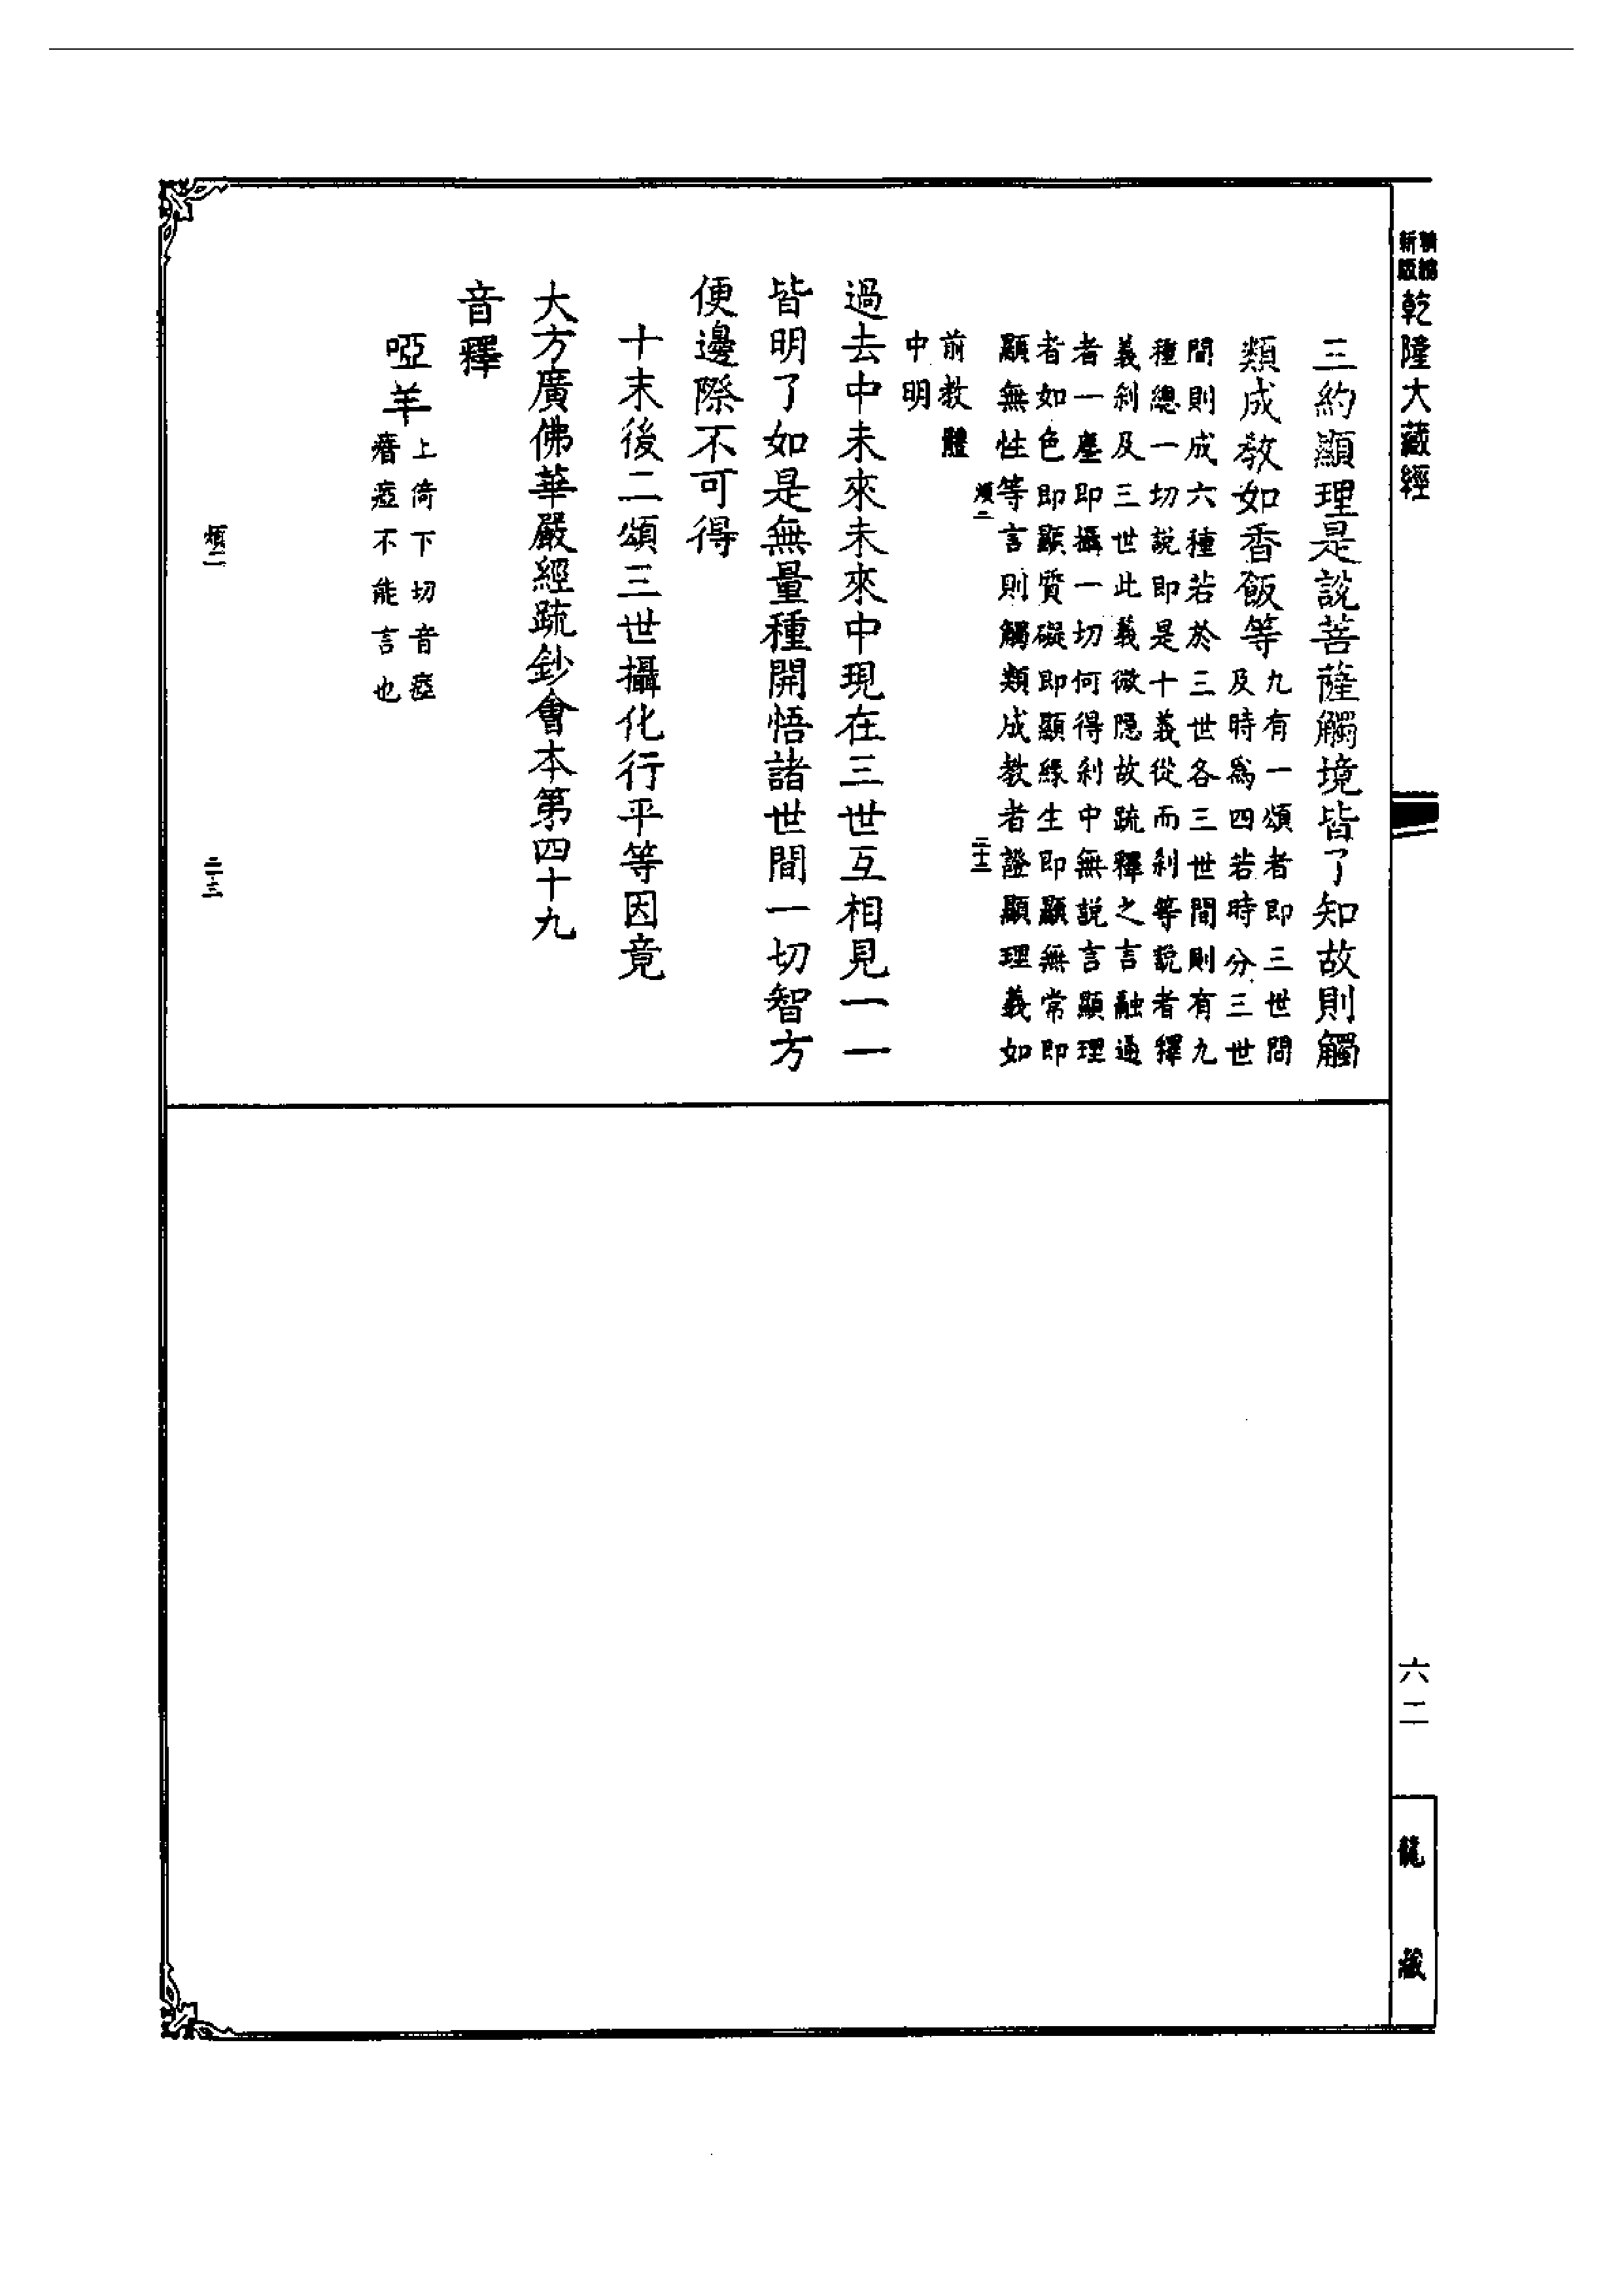 新編
新版
乾隆大藏經
三約顯理是說菩薩觸境皆了知故則觸
類成教如香飯等
九有一頌者即三世間
及時爲四若時分三世
間則成六種若於三世各三世間則有九
種總一切説即是十義從而刹等說者釋
義刹及三世此義微隱故疏釋之言融通
者一塵即攝一切何得刹中無説言顯理
者如色即顯質礙即顯緣生即顯無常即
顯無性等言則觸類成教者證顯理義如
煩二
二十三
前教體
中明
過去中未來未來中現在三世互相見一一
皆明了如是無量種開悟諸世間一切智方
便邊際不可得
十末後二頌三世攝化行平等因竟
大方廣佛華嚴經疏鈔會本第四十九
音釋
啞羊
上倚下切音瘂
瘖瘂不能言也
煩二
二三
六二
龍藏